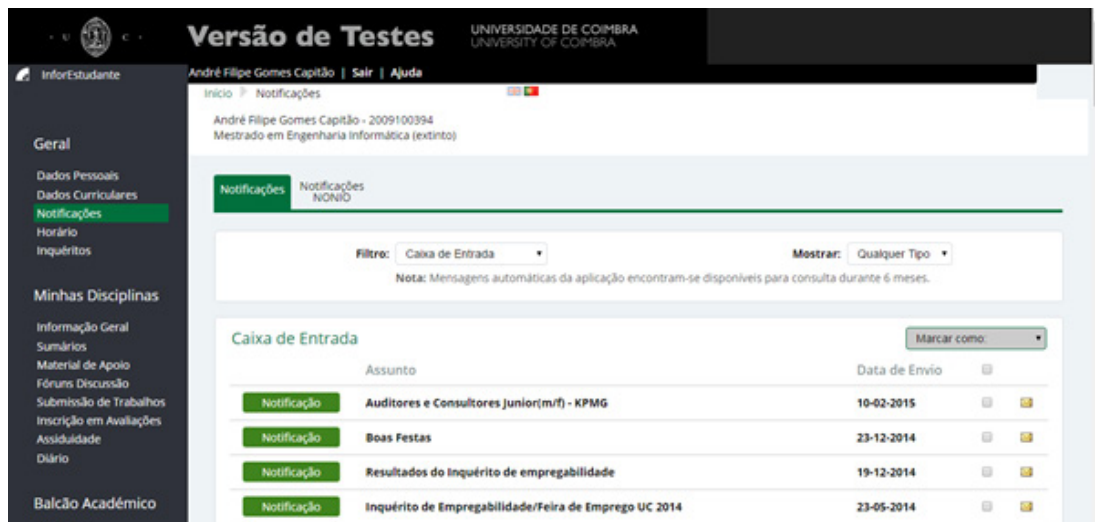 · U C ·
Versão de Testes
UNIVERSIDADE DE COIMBRA
UNIVERSITY OF COIMBRA
InforEstudante
André Filipe Gomes Capitão | Sair | Ajuda
Início Notificações
André Filipe Gomes Capitão - 2009100394
Mestrado em Engenharia Informática (extinto)
Geral
Dados Pessoais
Dados Curriculares
Notificações
Horário
Inquéritos
Minhas Disciplinas
Informação Geral
Sumários
Material de Apoio
Fóruns Discussão
Submissão de Trabalhos
Inscrição em Avaliações
Assiduidade
Diário
Balcão Académico
Notificações
Notificações
NONIO
Filtro: Caixa de Entrada
Mostrar: Qualquer Tipo
Nota: Mensagens automáticas da aplicação encontram-se disponíveis para consulta durante 6 meses.
Caixa de Entrada
Marcar como:
Assunto Data de Envio
Notificação Auditores e Consultores Junior(m/f) - KPMG 10-02-2015
Notificação Boas Festas 23-12-2014
Notificação Resultados do Inquérito de empregabilidade 19-12-2014
Notificação Inquérito de Empregabilidade/Feira de Emprego UC 2014 23-05-2014